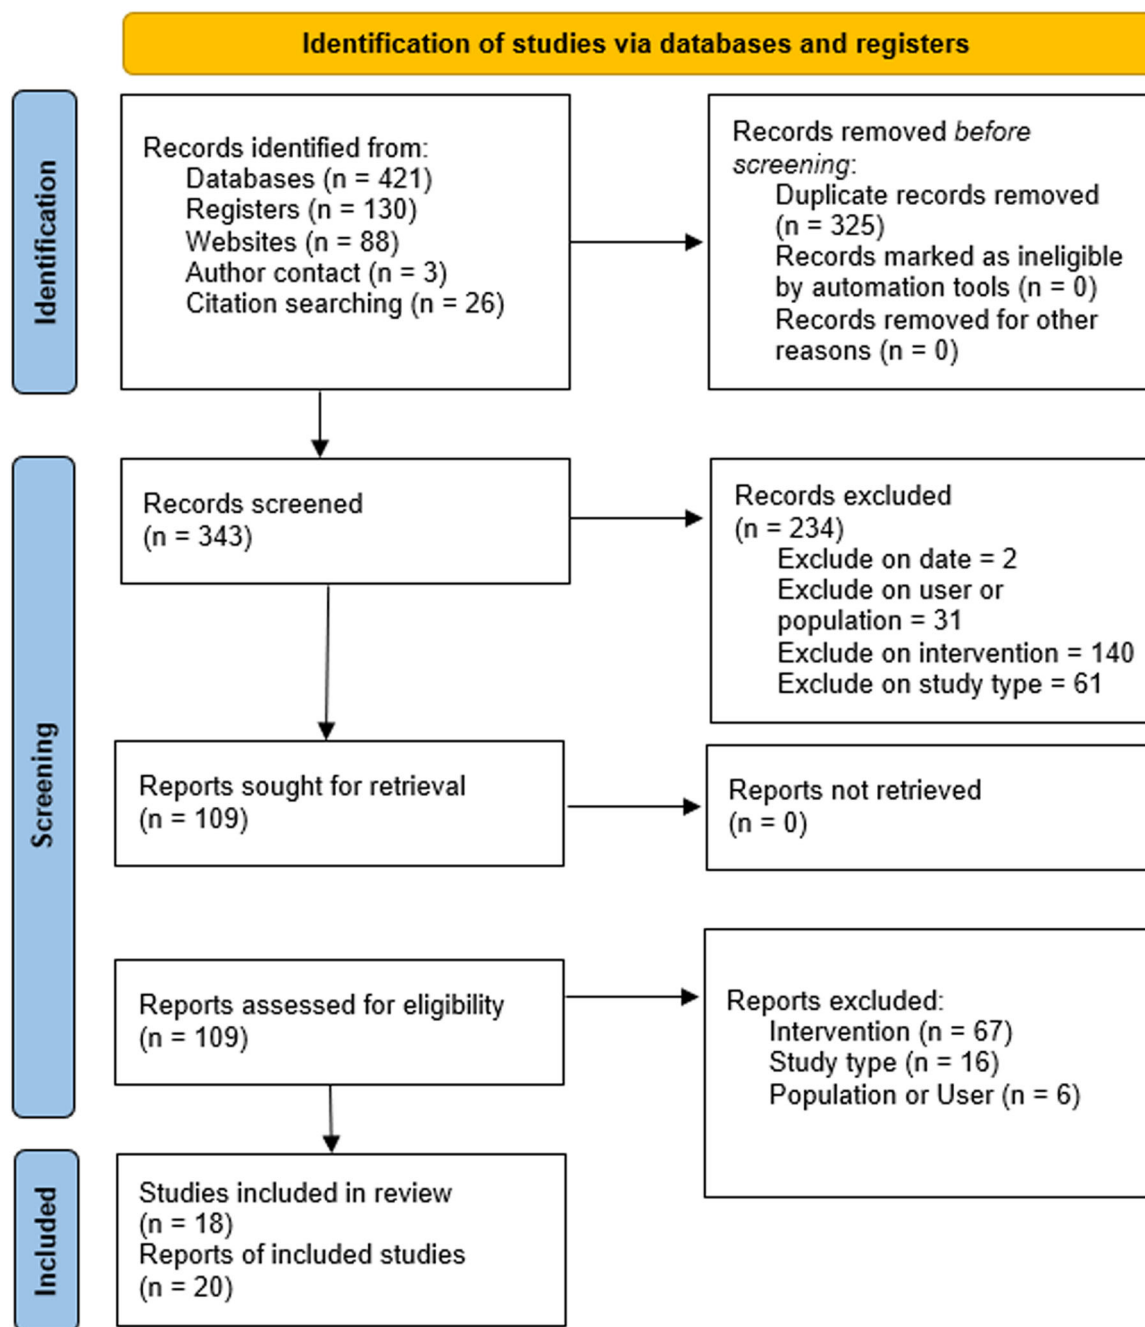 Identification of studies via databases and registers
Identification
Records identified from:
Databases (n = 421)
Registers (n = 130)
Websites (n = 88)
Author contact (n = 3)
Citation searching (n = 26)
Records removed before
screening:
Duplicate records removed
(n = 325)
Records marked as ineligible
by automation tools (n = 0)
Records removed for other
reasons (n = 0)
Screening
Records screened
(n = 343)
Records excluded
(n = 234)
Exclude on date = 2
Exclude on user or
population = 31
Exclude on intervention = 140
Exclude on study type = 61
Reports sought for retrieval
(n = 109)
Reports not retrieved
(n = 0)
Reports assessed for eligibility
(n = 109)
Reports excluded:
Intervention (n = 67)
Study type (n = 16)
Population or User (n = 6)
Included
Studies included in review
(n = 18)
Reports of included studies
(n = 20)